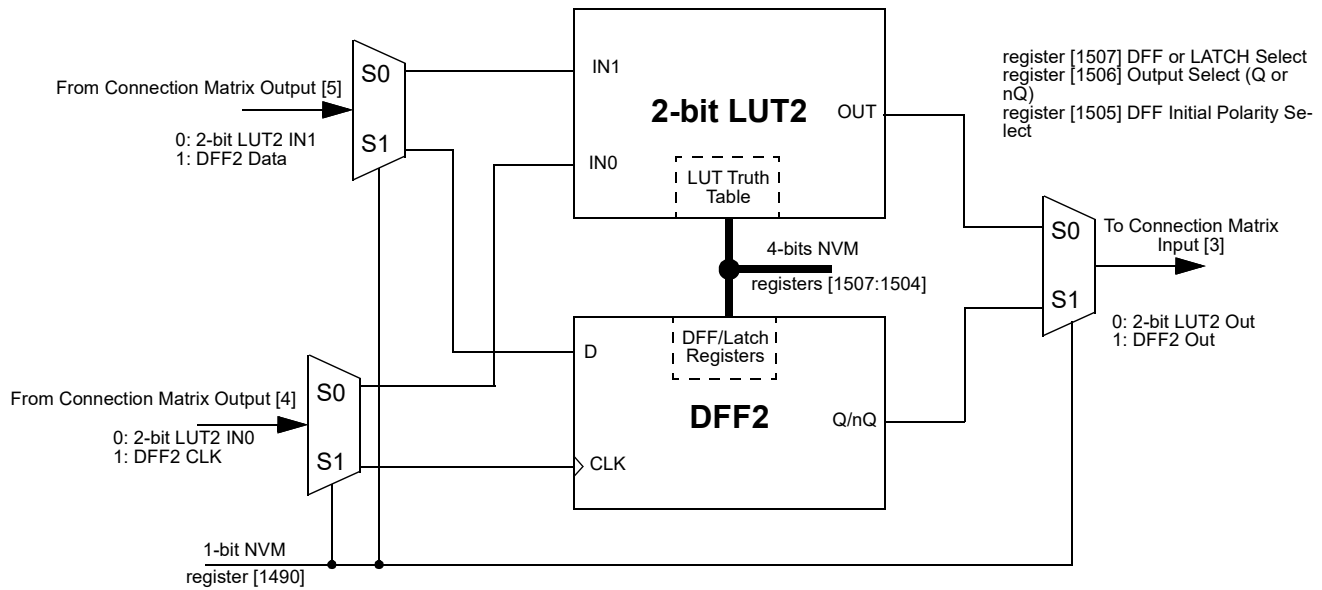 From Connection Matrix Output [5]
0: 2-bit LUT2 IN1
1: DFF2 Data
S0
S1
IN1
IN0
2-bit LUT2
OUT
LUT Truth
Table
register [1507] DFF or LATCH Select
register [1506] Output Select (Q or
nQ)
register [1505] DFF Initial Polarity Se-
lect
4-bits NVM
registers [1507:1504]
S0
S1
To Connection Matrix
Input [3]
0: 2-bit LUT2 Out
1: DFF2 Out
From Connection Matrix Output [4]
0: 2-bit LUT2 IN0
1: DFF2 CLK
S0
S1
D
DFF/Latch
Registers
DFF2
Q/nQ
CLK
1-bit NVM
register [1490]